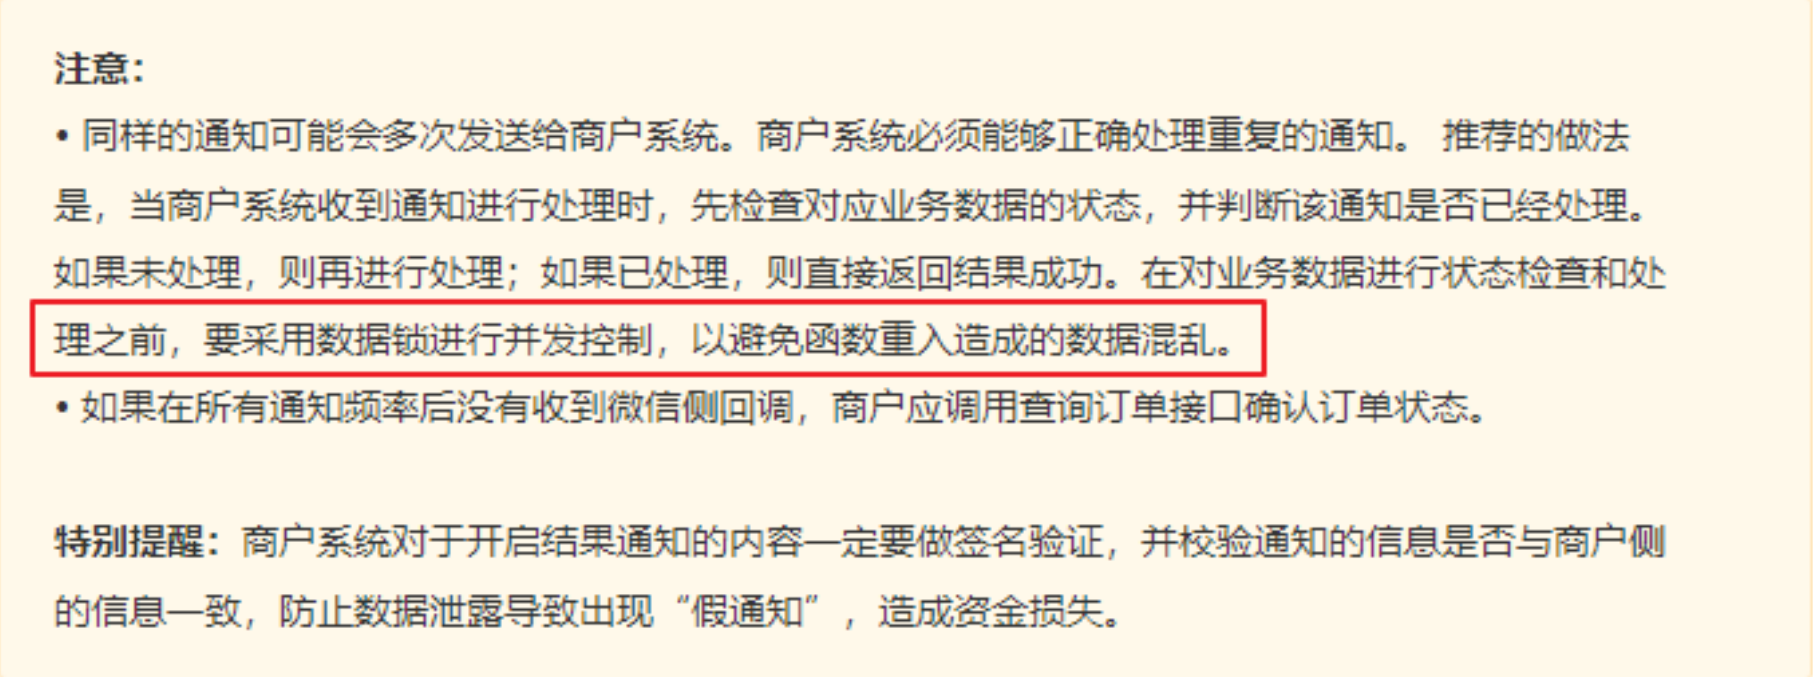 注意：
• 同样的通知可能会多次发送给商户系统。商户系统必须能够正确处理重复的通知。 推荐的做法
是，当商户系统收到通知进行处理时，先检查对应业务数据的状态，并判断该通知是否已经处理。
如果未处理，则再进行处理；如果已处理，则直接返回结果成功。在对业务数据进行状态检查和处
理之前，要采用数据锁进行并发控制，以避免函数重入造成的数据混乱。
• 如果在所有通知频率后没有收到微信侧回调，商户应调用查询订单接口确认订单状态。
特别提醒：商户系统对于开启结果通知的内容一定要做签名验证，并校验通知的信息是否与商户侧
的信息一致，防止数据泄露导致出现“假通知”，造成资金损失。